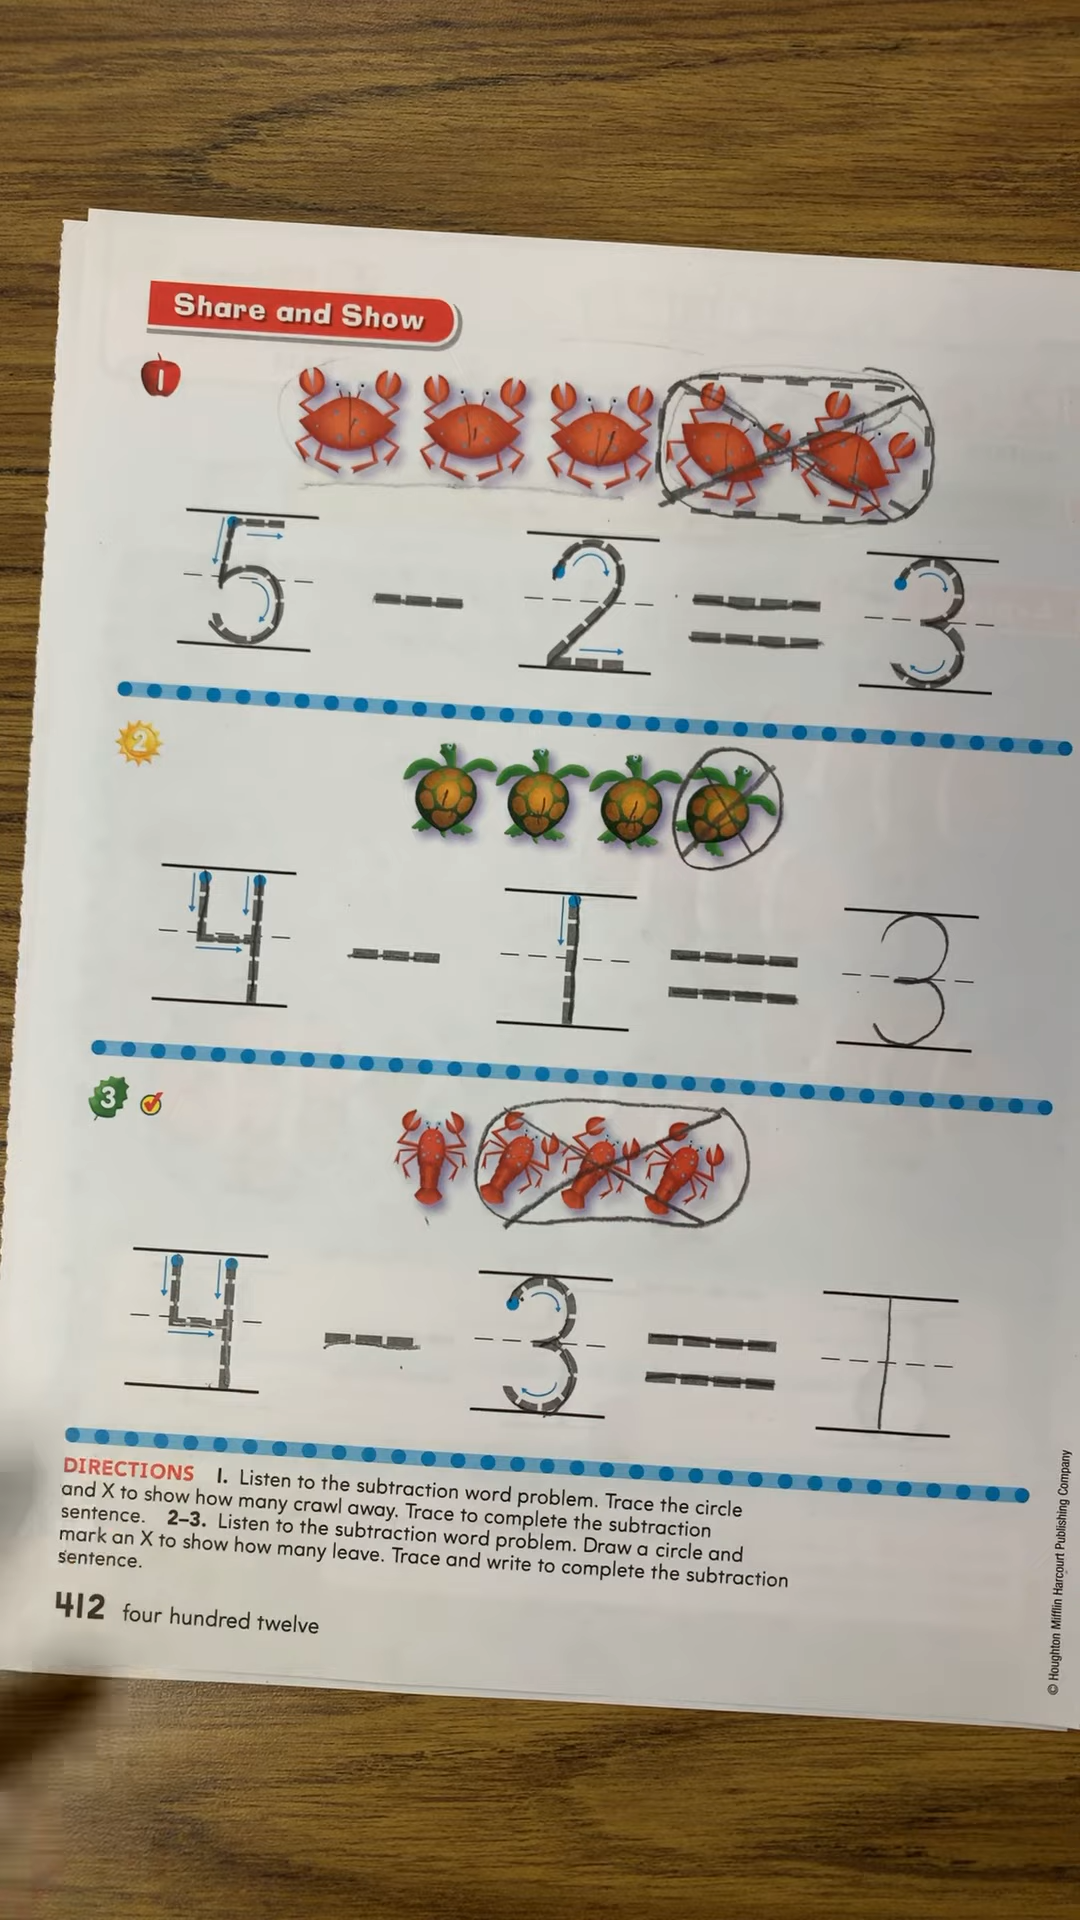 Share and Show
1
5 - 2 = 3
2
4 - 1 = 3
3
4 - 3 = 1
DIRECTIONS 1. Listen to the subtraction word problem. Trace the circle
and X to show how many crawl away. Trace to complete the subtraction
sentence. 2–3. Listen to the subtraction word problem. Draw a circle and
mark an X to show how many leave. Trace and write to complete the subtraction
sentence.
412 four hundred twelve
© Houghton Mifflin Harcourt Publishing Company